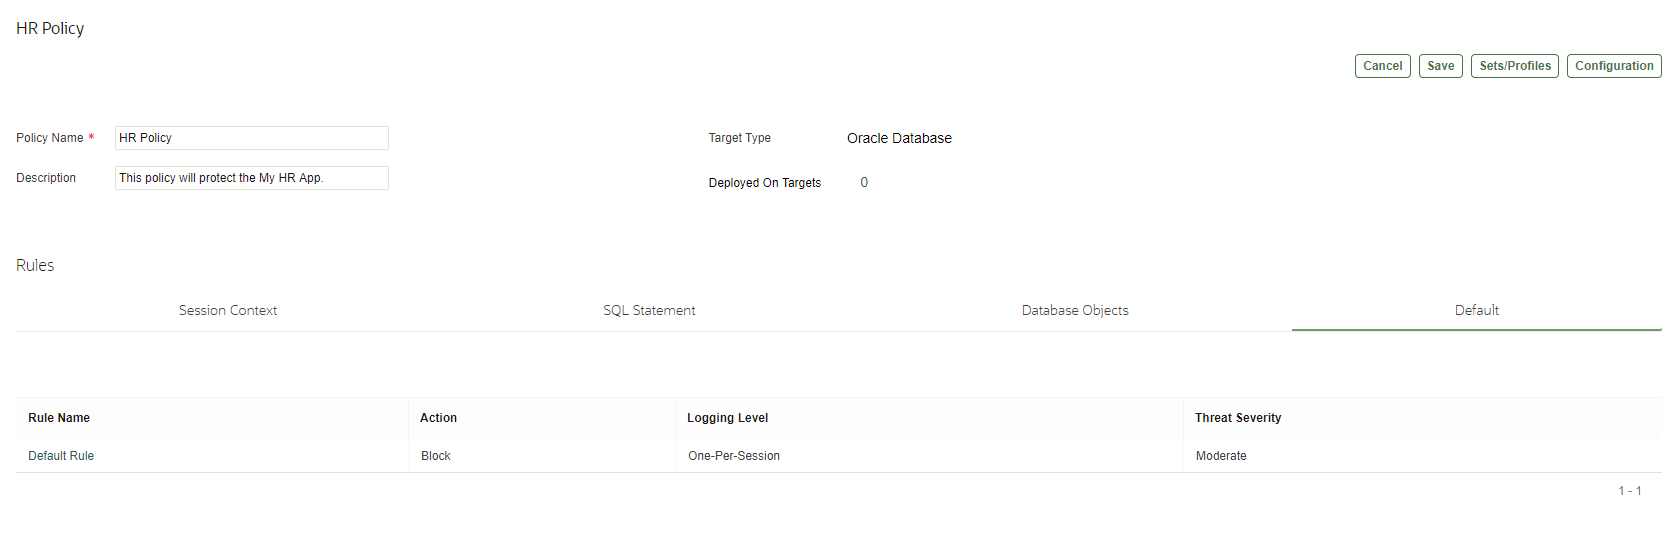 HR Policy
Cancel Save Sets/Profiles Configuration
Policy Name * HR Policy Target Type Oracle Database
Description This policy will protect the My HR App. Deployed On Targets 0
Rules
Session Context SQL Statement Database Objects Default
Rule Name Action Logging Level Threat Severity
Default Rule Block One-Per-Session Moderate
1 - 1